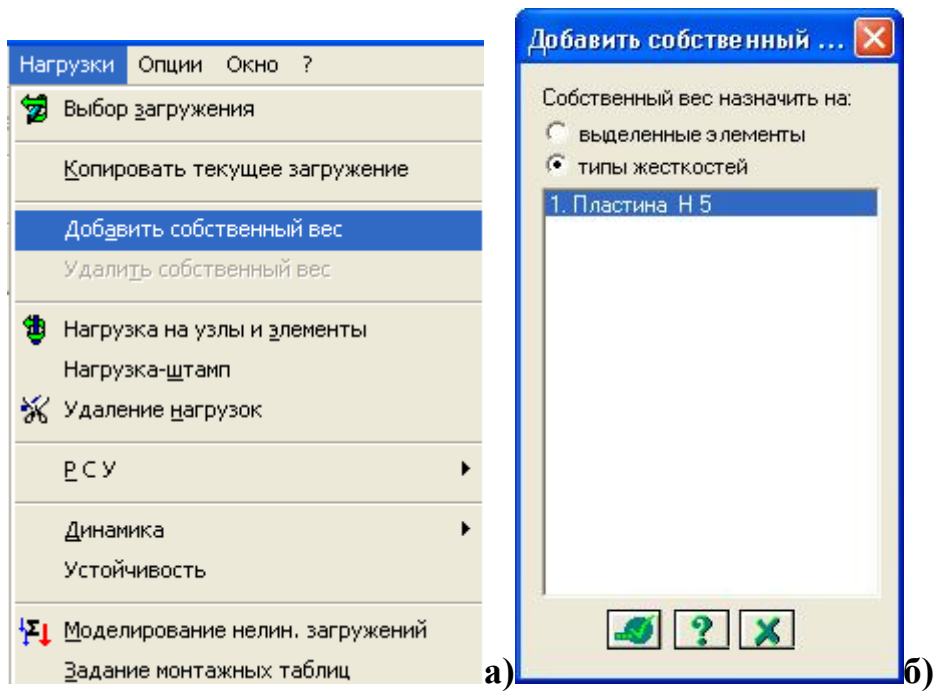 Нагрузки Опции Окно ?
Выбор загружения
Копировать текущее загружение
Добавить собственный вес
Удалить собственный вес
Нагрузка на узлы и элементы
Нагрузка-штамп
Удаление нагрузок
Р С У
Динамика
Устойчивость
Моделирование нелин. загружений
Задание монтажных таблиц
а)
Добавить собственный ...
Собственный вес назначить на:
выделенные элементы
типы жесткостей
1. Пластина Н 5
?
б)